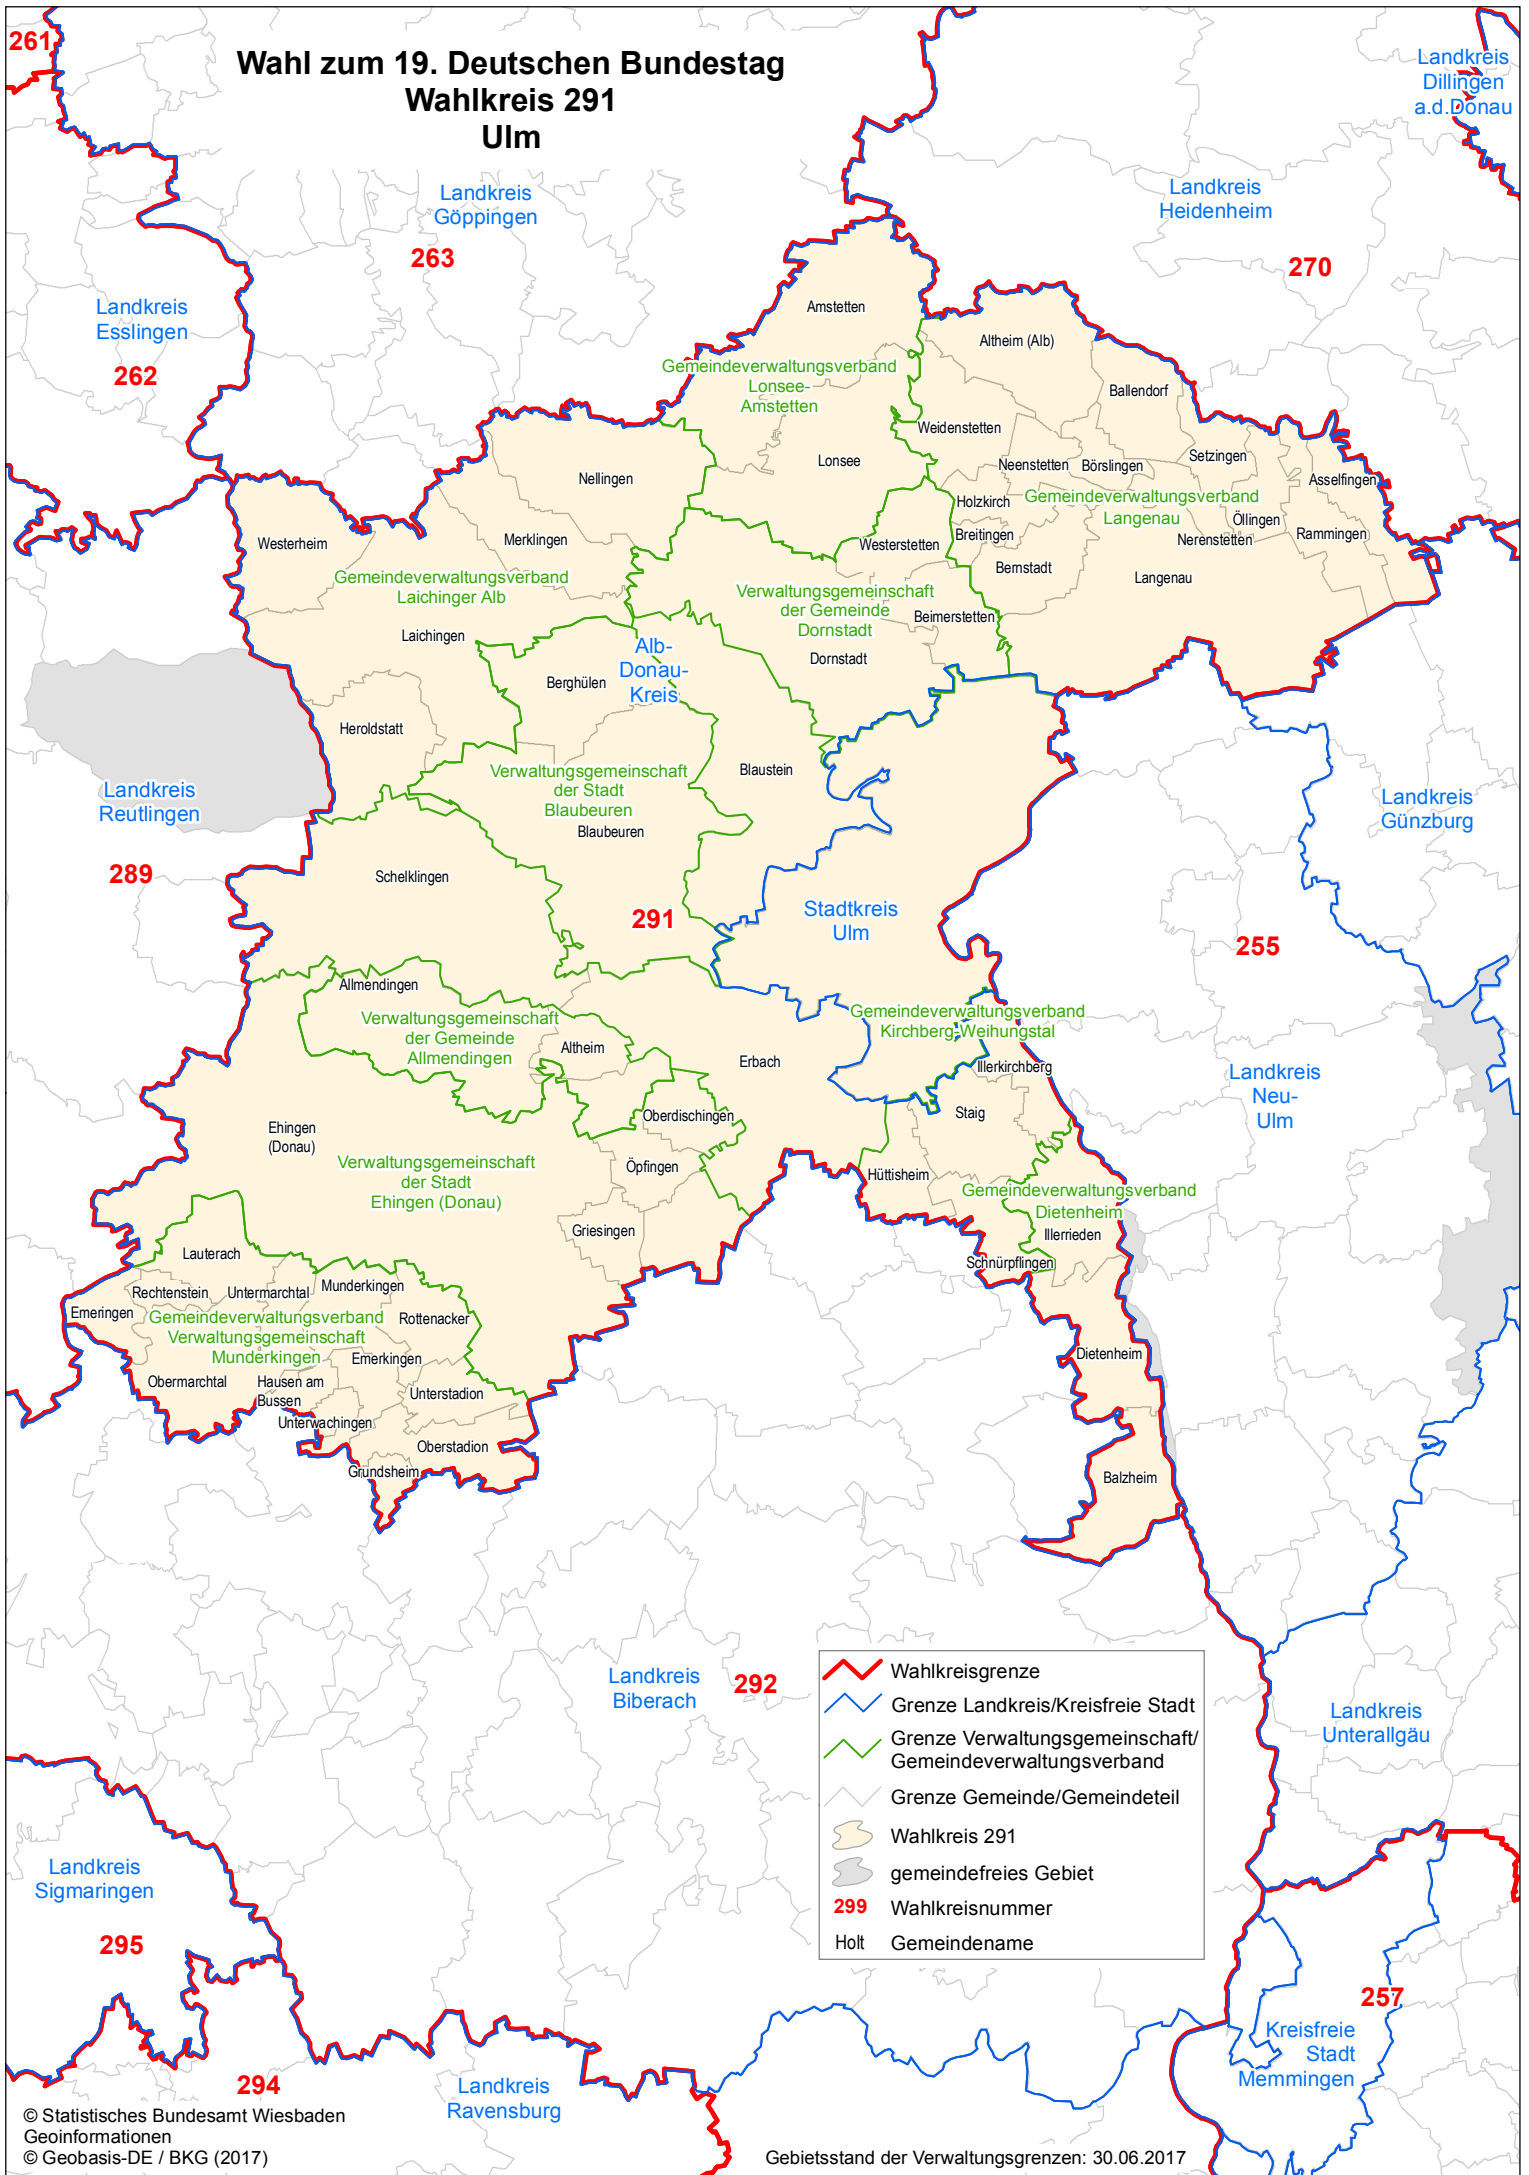 Wahl zum 19. Deutschen Bundestag
Wahlkreis 291
Ulm
261
Landkreis
Dillingen
a.d.Donau
Landkreis
Göppingen
263
Landkreis
Heidenheim
270
Landkreis
Esslingen
262
Amstetten
Altheim (Alb)
Gemeindeverwaltungsverband
Lonsee-
Amstetten
Ballendorf
Weidenstetten
Lonsee
Nellingen
Neenstetten
Börslingen
Setzingen
Asselfingen
Holzkirch
Gemeindeverwaltungsverband
Langenau
Öllingen
Breitingen
Nerenstetten
Rammingen
Westerheim
Merklingen
Westerstetten
Bernstadt
Langenau
Gemeindeverwaltungsverband
Laichinger Alb
Verwaltungsgemeinschaft
der Gemeinde
Dornstadt
Beimerstetten
Laichingen
Alb-
Donau-
Kreis
Dornstadt
Berghülen
Heroldstatt
Blaustein
Verwaltungsgemeinschaft
der Stadt
Blaubeuren
Blaubeuren
Landkreis
Reutlingen
289
Landkreis
Günzburg
Schelklingen
291
Stadtkreis
Ulm
255
Allmendingen
Verwaltungsgemeinschaft
der Gemeinde
Allmendingen
Altheim
Erbach
Gemeindeverwaltungsverband
Kirchberg-Weihungstal
Illerkirchberg
Landkreis
Neu-
Ulm
Staig
Oberdischingen
Ehingen
(Donau)
Verwaltungsgemeinschaft
der Stadt
Ehingen (Donau)
Öpfingen
Hüttisheim
Gemeindeverwaltungsverband
Dietenheim
Griesingen
Illerrieden
Lauterach
Schnürpflingen
Rechtenstein
Untermarchtal
Munderkingen
Emeringen
Gemeindeverwaltungsverband
Verwaltungsgemeinschaft
Munderkingen
Rottenacker
Emerkingen
Dietenheim
Obermarchtal
Hausen am
Bussen
Unterstadion
Unterwachingen
Oberstadion
Grundsheim
Balzheim
Landkreis
Biberach
292
Wahlkreisgrenze
Grenze Landkreis/Kreisfreie Stadt
Grenze Verwaltungsgemeinschaft/
Gemeindeverwaltungsverband
Grenze Gemeinde/Gemeindeteil
Wahlkreis 291
gemeindefreies Gebiet
299 Wahlkreisnummer
Holt Gemeindename
Landkreis
Unterallgäu
Landkreis
Sigmaringen
295
257
Kreisfreie
Stadt
Memmingen
294
Landkreis
Ravensburg
© Statistisches Bundesamt Wiesbaden
Geoinformationen
© Geobasis-DE / BKG (2017)
Gebietsstand der Verwaltungsgrenzen: 30.06.2017